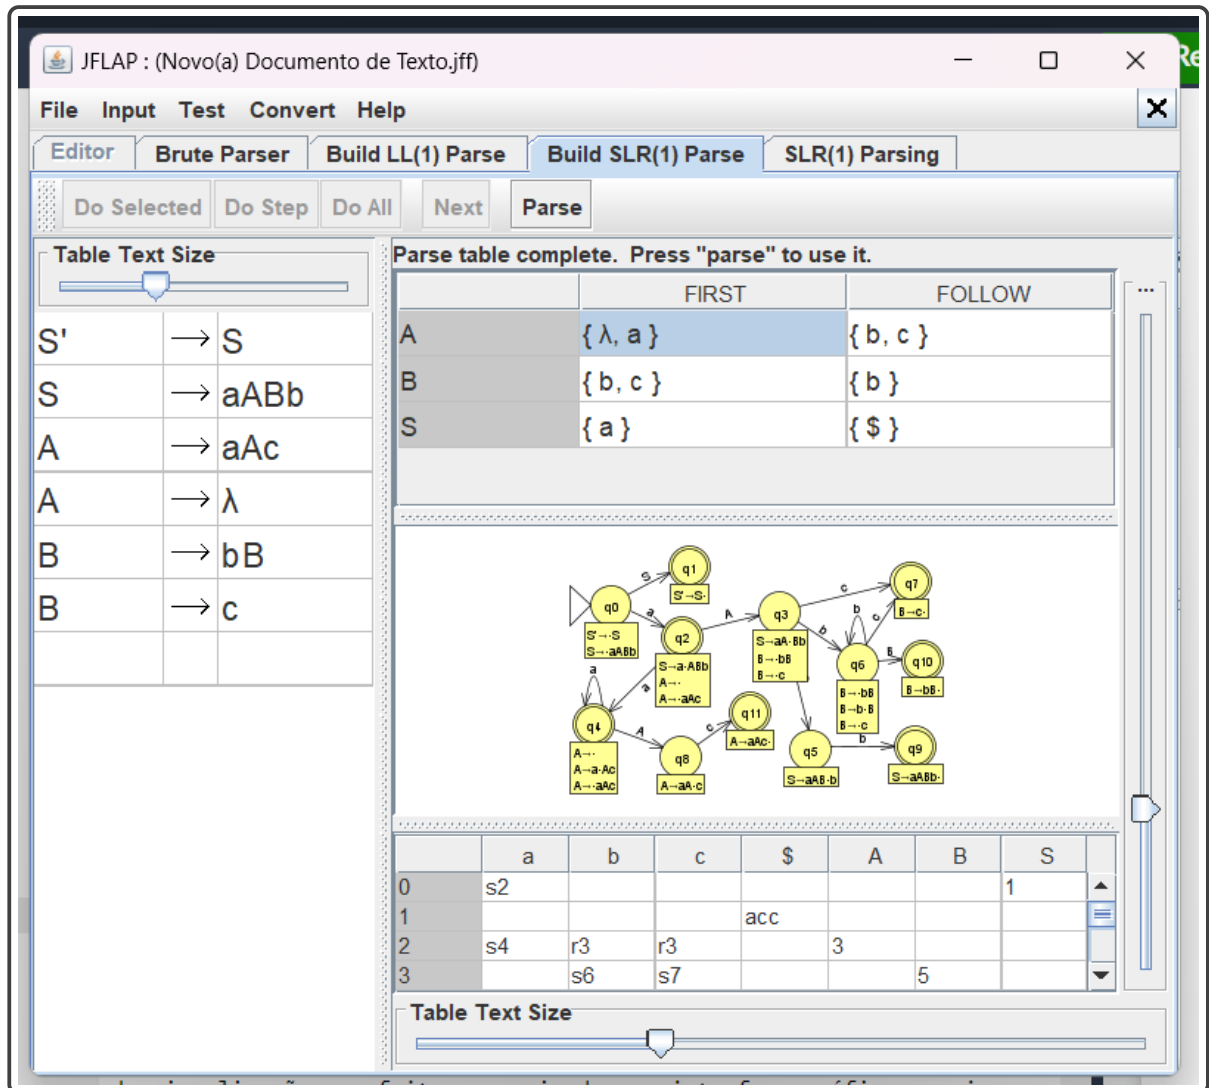 JFLAP : (Novo(a) Documento de Texto.jff)
Re
File Input Test Convert Help
Editor Brute Parser Build LL(1) Parse Build SLR(1) Parse SLR(1) Parsing
Do Selected Do Step Do All Next Parse
Table Text Size
S' → S
S → aABb
A → aAc
A → λ
B → bB
B → c
Parse table complete. Press "parse" to use it.
FIRST FOLLOW
A { λ, a } { b, c }
B { b, c } { b }
S { a } { $ }
...
q0
S'→·S
S→·aABb
S
q1
S'→S·
a
q2
S→a·ABb
A→·
A→·aAc
A
q3
S→aA·Bb
B→·bB
B→·c
c
q7
B→c·
b
b
c
q6
B→·bB
B→b·B
B→·c
B
q10
B→bB·
a
a
q4
A→·
A→a·Ac
A→·aAc
A
q8
A→aA·c
c
q11
A→aAc·
q5
S→aAB·b
b
q9
S→aABb·
a b c $ A B S
0 s2 1
1 acc
2 s4 r3 r3 3
3 s6 s7 5
Table Text Size